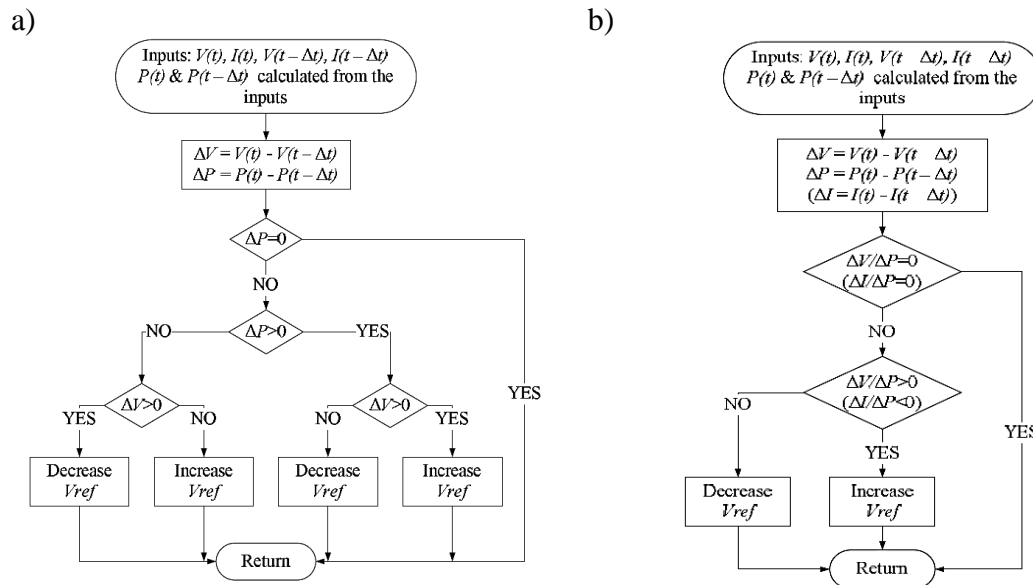 a)
Inputs: V(t), I(t), V(t – Δt), I(t – Δt)
P(t) & P(t – Δt) calculated from the
inputs
ΔV = V(t) - V(t – Δt)
ΔP = P(t) - P(t – Δt)
ΔP=0
NO
NO
ΔP>0
YES
YES
YES
ΔV>0
NO
NO
ΔV>0
YES
Decrease
Vref
Increase
Vref
Decrease
Vref
Increase
Vref
Return
b)
Inputs: V(t), I(t), V(t Δt), I(t Δt)
P(t) & P(t – Δt) calculated from the
inputs
ΔV = V(t) - V(t Δt)
ΔP = P(t) - P(t – Δt)
(ΔI = I(t) - I(t Δt))
ΔV/ΔP=0
(ΔI/ΔP=0)
NO
ΔV/ΔP>0
(ΔI/ΔP<0)
NO
YES
YES
Decrease
Vref
Increase
Vref
Return